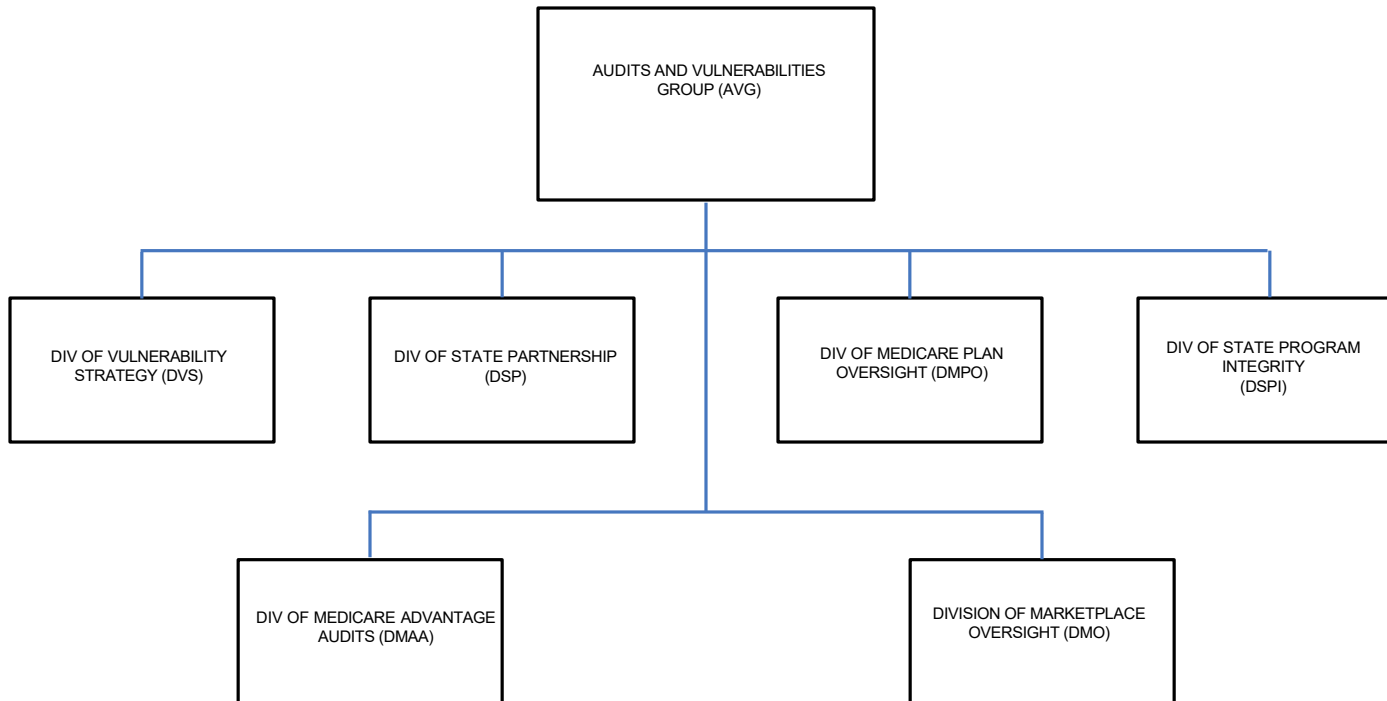 AUDITS AND VULNERABILITIES
GROUP (AVG)
DIV OF VULNERABILITY
STRATEGY (DVS)
DIV OF STATE PARTNERSHIP
(DSP)
DIV OF MEDICARE PLAN
OVERSIGHT (DMPO)
DIV OF STATE PROGRAM
INTEGRITY
(DSPI)
DIV OF MEDICARE ADVANTAGE
AUDITS (DMAA)
DIVISION OF MARKETPLACE
OVERSIGHT (DMO)